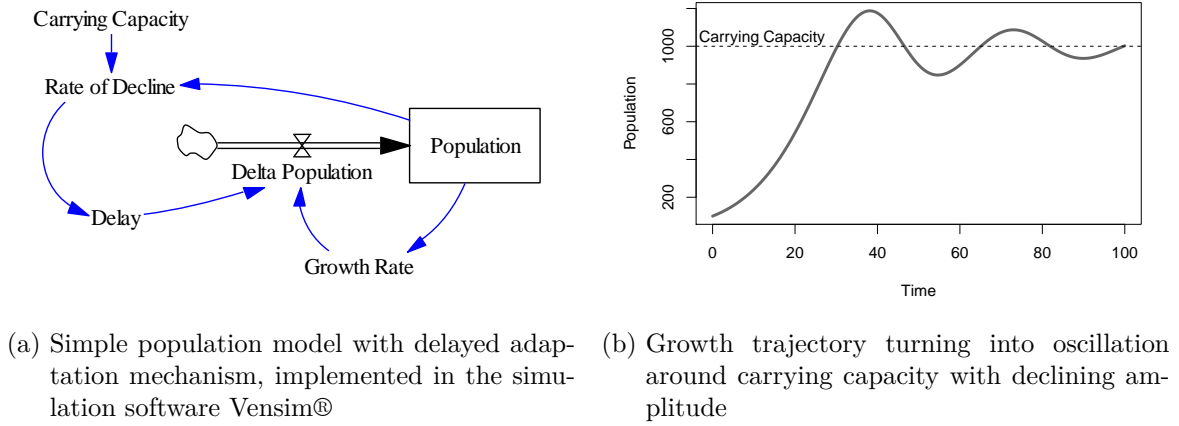 Carrying Capacity
Rate of Decline
Population
Delta Population
Delay
Growth Rate
Population
200
600
1000
Carrying Capacity
0
20
40
60
80
100
Time
(a) Simple population model with delayed adap-
tation mechanism, implemented in the simu-
lation software Vensim®
(b) Growth trajectory turning into oscillation
around carrying capacity with declining am-
plitude